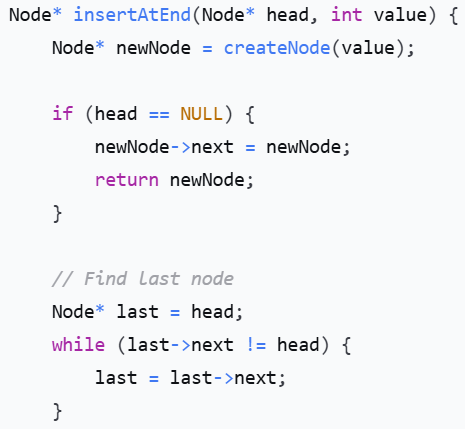 Node* insertAtEnd(Node* head, int value) {
    Node* newNode = createNode(value);

    if (head == NULL) {
        newNode->next = newNode;
        return newNode;
    }

    // Find last node
    Node* last = head;
    while (last->next != head) {
        last = last->next;
    }